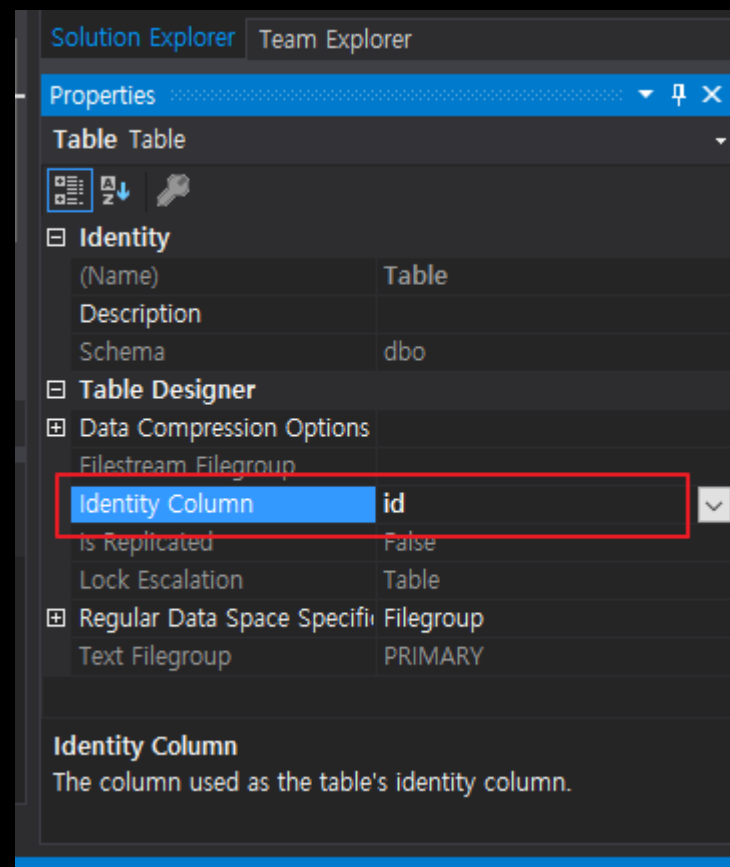 Solution Explorer Team Explorer
Properties
Table Table
Identity
(Name) Table
Description
Schema dbo
Table Designer
Data Compression Options
Filestream Filegroup
Identity Column id
Is Replicated False
Lock Escalation Table
Regular Data Space Specifi Filegroup
Text Filegroup PRIMARY
Identity Column
The column used as the table's identity column.